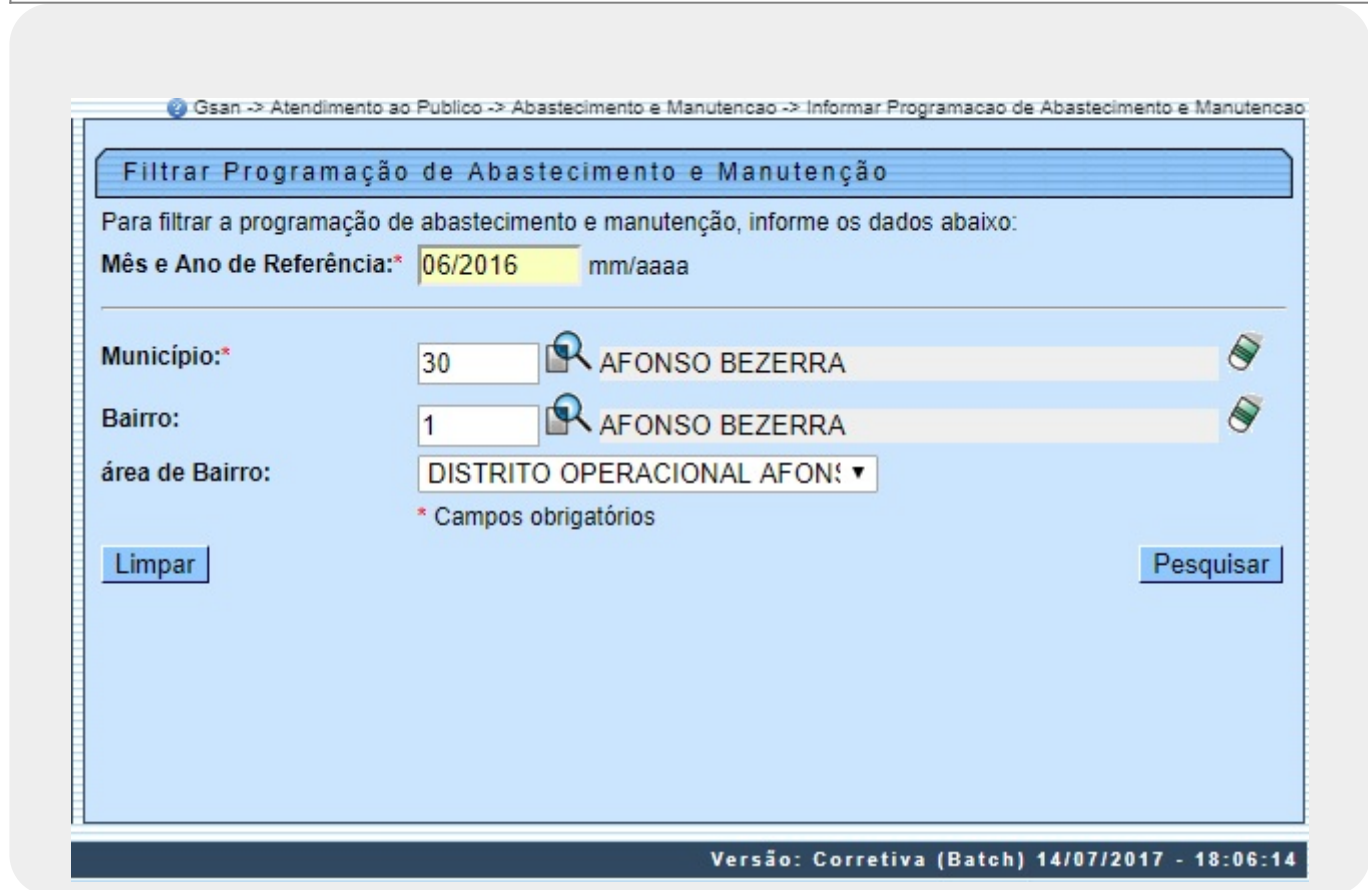 Gsan -> Atendimento ao Publico -> Abastecimento e Manutencao -> Informar Programacao de Abastecimento e Manutencao
Filtrar Programação de Abastecimento e Manutenção
Para filtrar a programação de abastecimento e manutenção, informe os dados abaixo:
Mês e Ano de Referência:* 06/2016 mm/aaaa
Município:* 30 AFONSO BEZERRA
Bairro: 1 AFONSO BEZERRA
área de Bairro: DISTRITO OPERACIONAL AFON
* Campos obrigatórios
Limpar Pesquisar
Versão: Corretiva (Batch) 14/07/2017 - 18:06:14